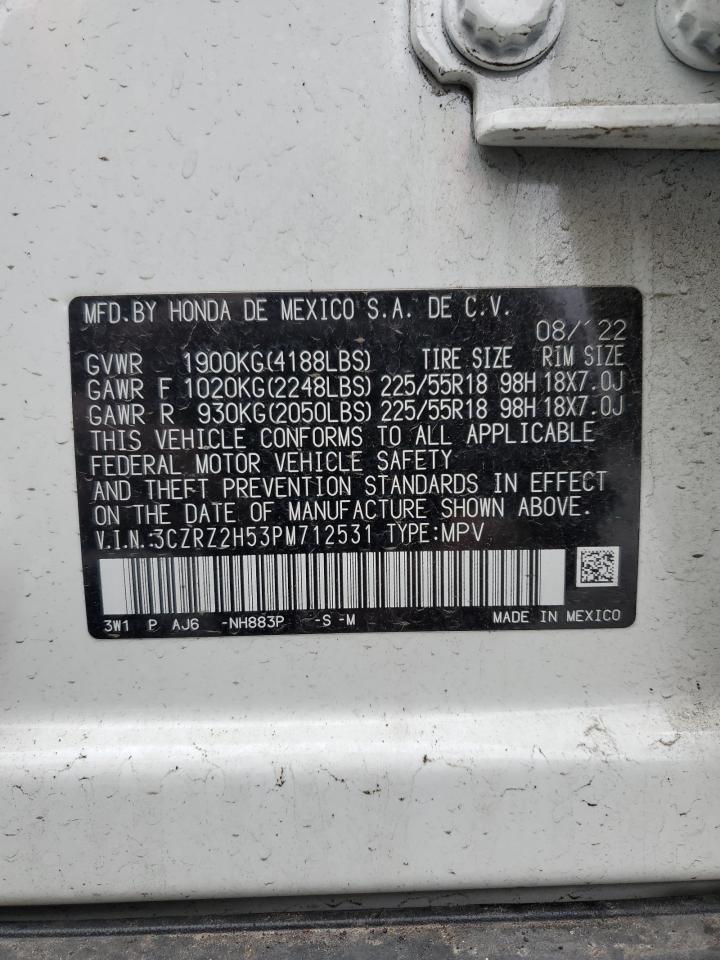 MFD.BY HONDA DE MEXICO S.A. DE C.V.
08/'22
GVWR 1900KG(4188LBS) TIRE SIZE RIM SIZE
GAWR F 1020KG(2248LBS) 225/55R18 98H 18X7.0J
GAWR R 930KG(2050LBS) 225/55R18 98H 18X7.0J
THIS VEHICLE CONFORMS TO ALL APPLICABLE
FEDERAL MOTOR VEHICLE SAFETY
AND THEFT PREVENTION STANDARDS IN EFFECT
ON THE DATE OF MANUFACTURE SHOWN ABOVE.
V.I.N.:3CZRZ2H53PM712531 TYPE:MPV
3W1 P AJ6 -NH883P -S -M MADE IN MEXICO